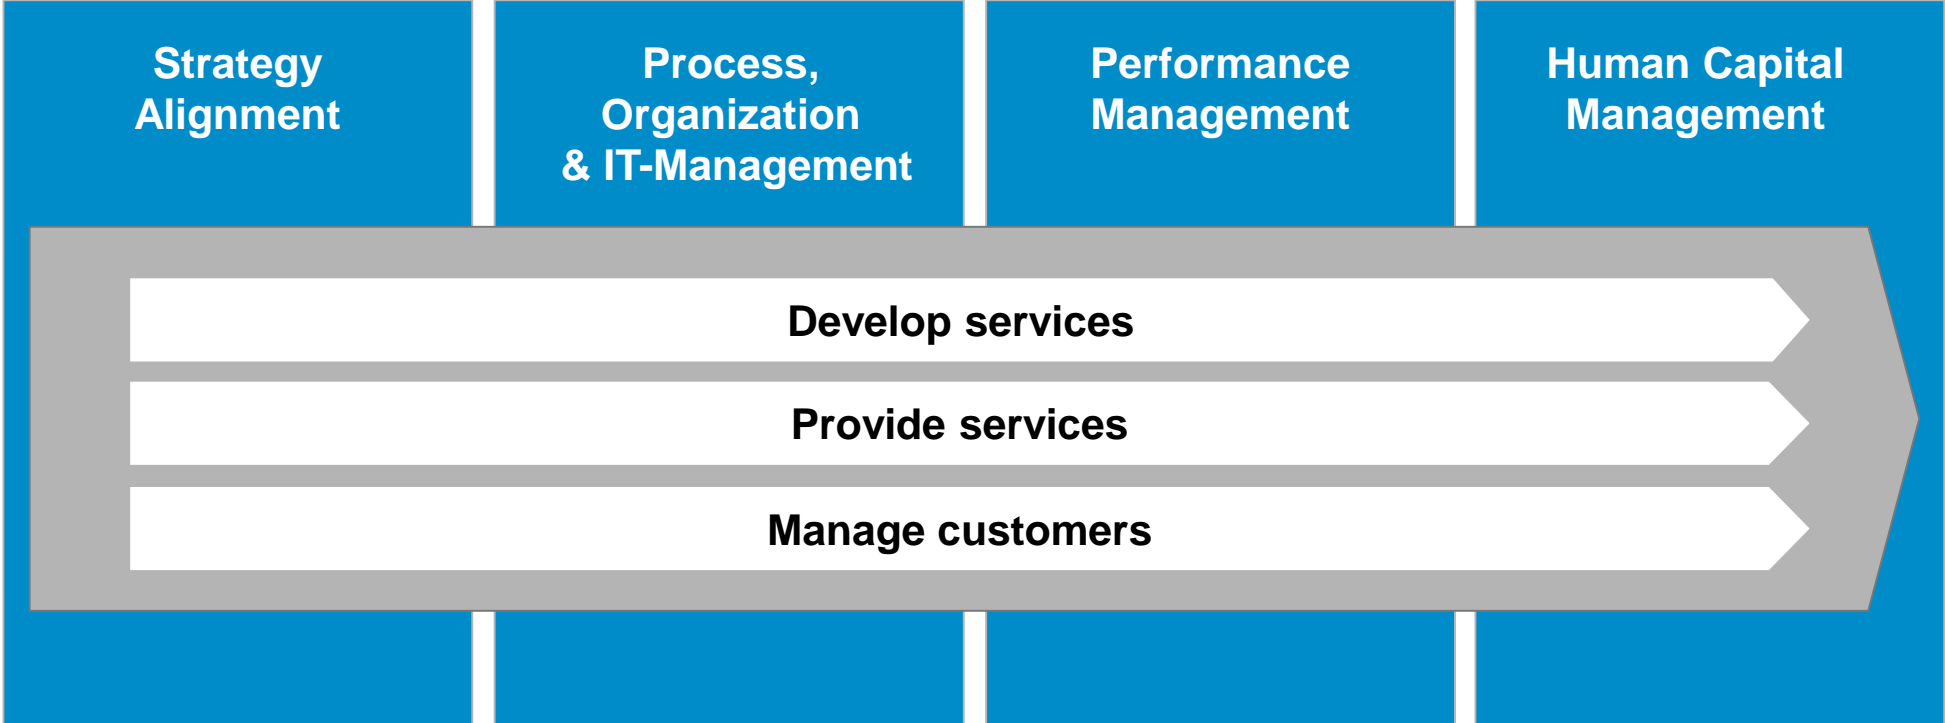 Strategy
Alignment
Process,
Organization
& IT-Management
Performance
Management
Human Capital
Management
Develop services
Provide services
Manage customers